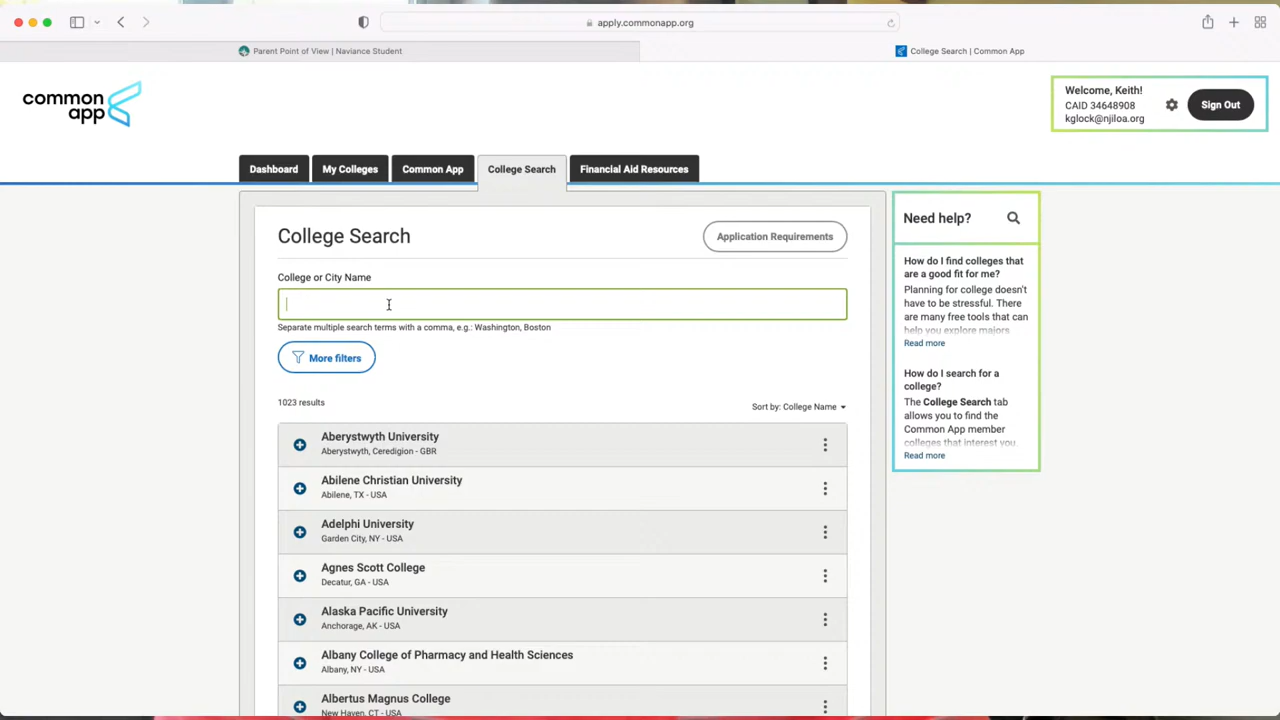 apply.commonapp.org
Parent Point of View | Naviance Student
College Search | Common App
common
app
Welcome, Keith!
CAID 34648908
kglock@njiloa.org
Sign Out
Dashboard
My Colleges
Common App
College Search
Financial Aid Resources
College Search
Application Requirements
College or City Name
Separate multiple search terms with a comma, e.g.: Washington, Boston
More filters
1023 results
Sort by: College Name
Aberystwyth University
Aberystwyth, Ceredigion - GBR
Abilene Christian University
Abilene, TX - USA
Adelphi University
Garden City, NY - USA
Agnes Scott College
Decatur, GA - USA
Alaska Pacific University
Anchorage, AK - USA
Albany College of Pharmacy and Health Sciences
Albany, NY - USA
Albertus Magnus College
New Haven, CT - USA
Need help?
How do I find colleges that
are a good fit for me?
Planning for college doesn't
have to be stressful. There
are many free tools that can
help you explore majors
Read more
How do I search for a
college?
The College Search tab
allows you to find the
Common App member
colleges that interest you.
Read more